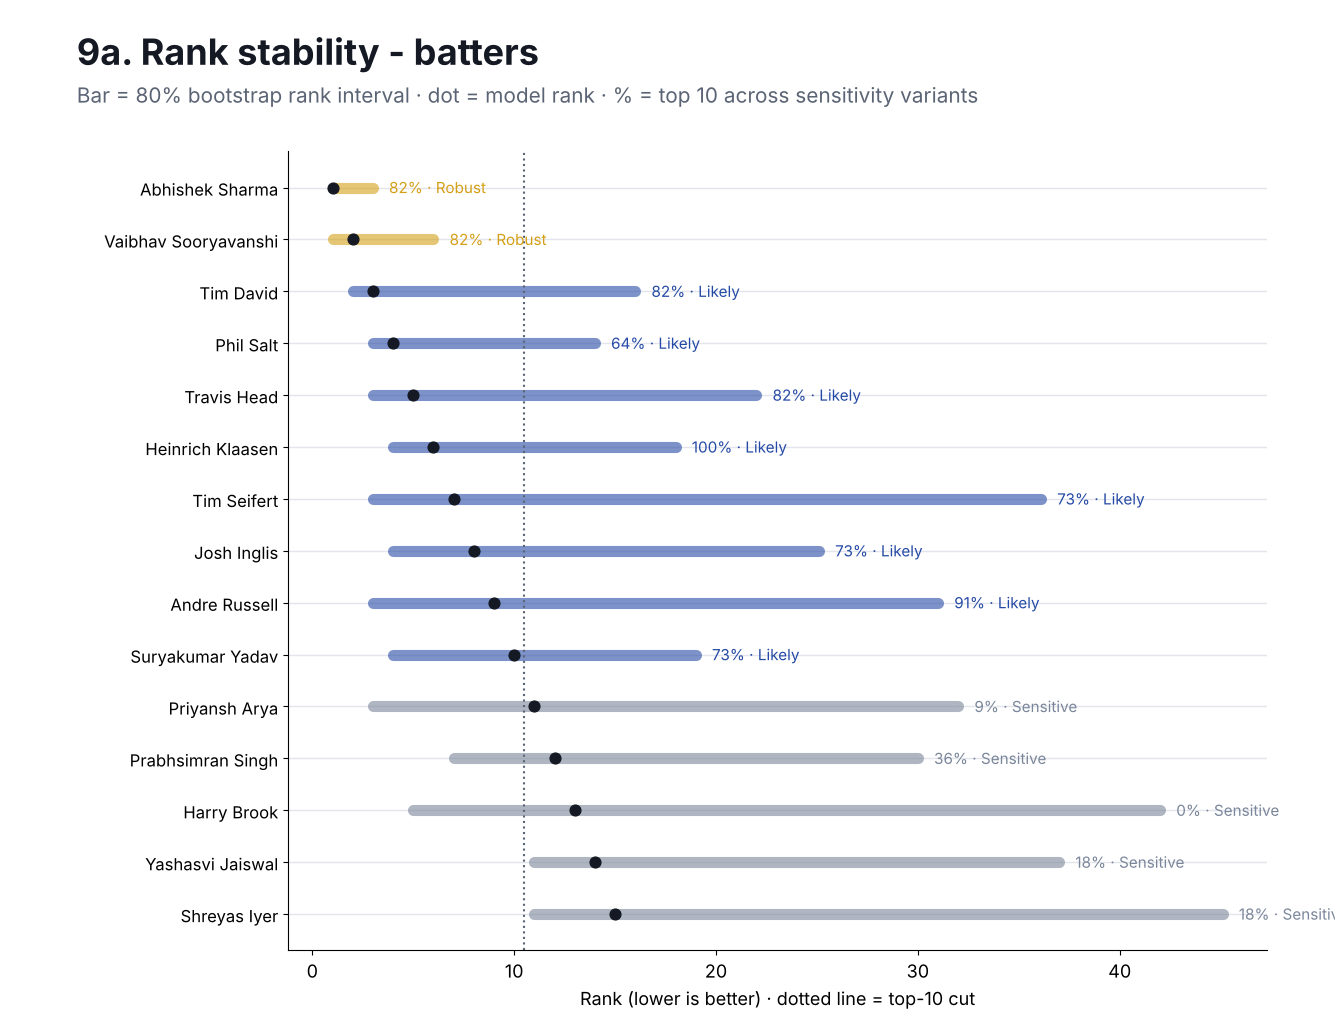 9a. Rank stability - batters
Bar = 80% bootstrap rank interval · dot = model rank · % = top 10 across sensitivity variants
Abhishek Sharma 82% · Robust
Vaibhav Sooryavanshi 82% · Robust
Tim David 82% · Likely
Phil Salt 64% · Likely
Travis Head 82% · Likely
Heinrich Klaasen 100% · Likely
Tim Seifert 73% · Likely
Josh Inglis 73% · Likely
Andre Russell 91% · Likely
Suryakumar Yadav 73% · Likely
Priyansh Arya 9% · Sensitive
Prabhsimran Singh 36% · Sensitive
Harry Brook 0% · Sensitive
Yashasvi Jaiswal 18% · Sensitive
Shreyas Iyer 18% · Sensitiv
0 10 20 30 40
Rank (lower is better) · dotted line = top-10 cut